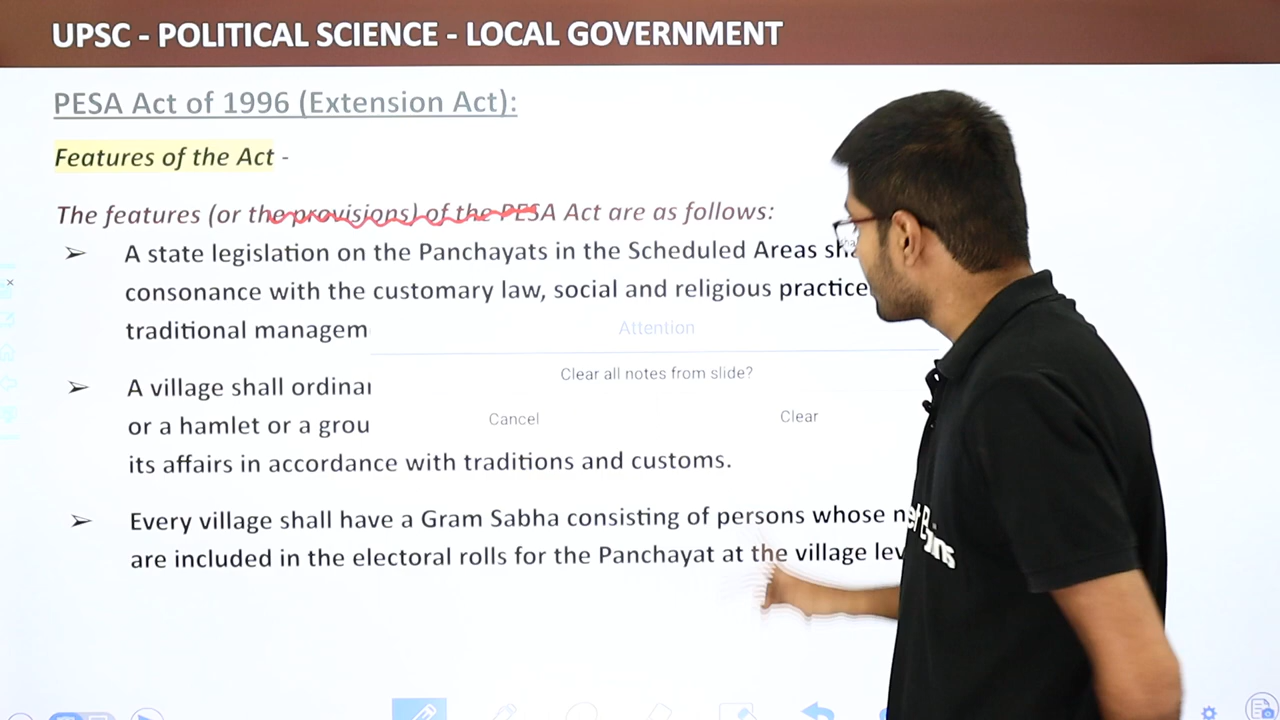 UPSC - POLITICAL SCIENCE - LOCAL GOVERNMENT
PESA Act of 1996 (Extension Act):
Features of the Act -
The features (or the provisions) of the PESA Act are as follows:
➢ A state legislation on the Panchayats in the Scheduled Areas
consonance with the customary law, social and religious practice
traditional managem
Attention
Clear all notes from slide?
Cancel Clear
➢ A village shall ordinar
or a hamlet or a grou
its affairs in accordance with traditions and customs.
➢ Every village shall have a Gram Sabha consisting of persons whose
are included in the electoral rolls for the Panchayat at the village lev